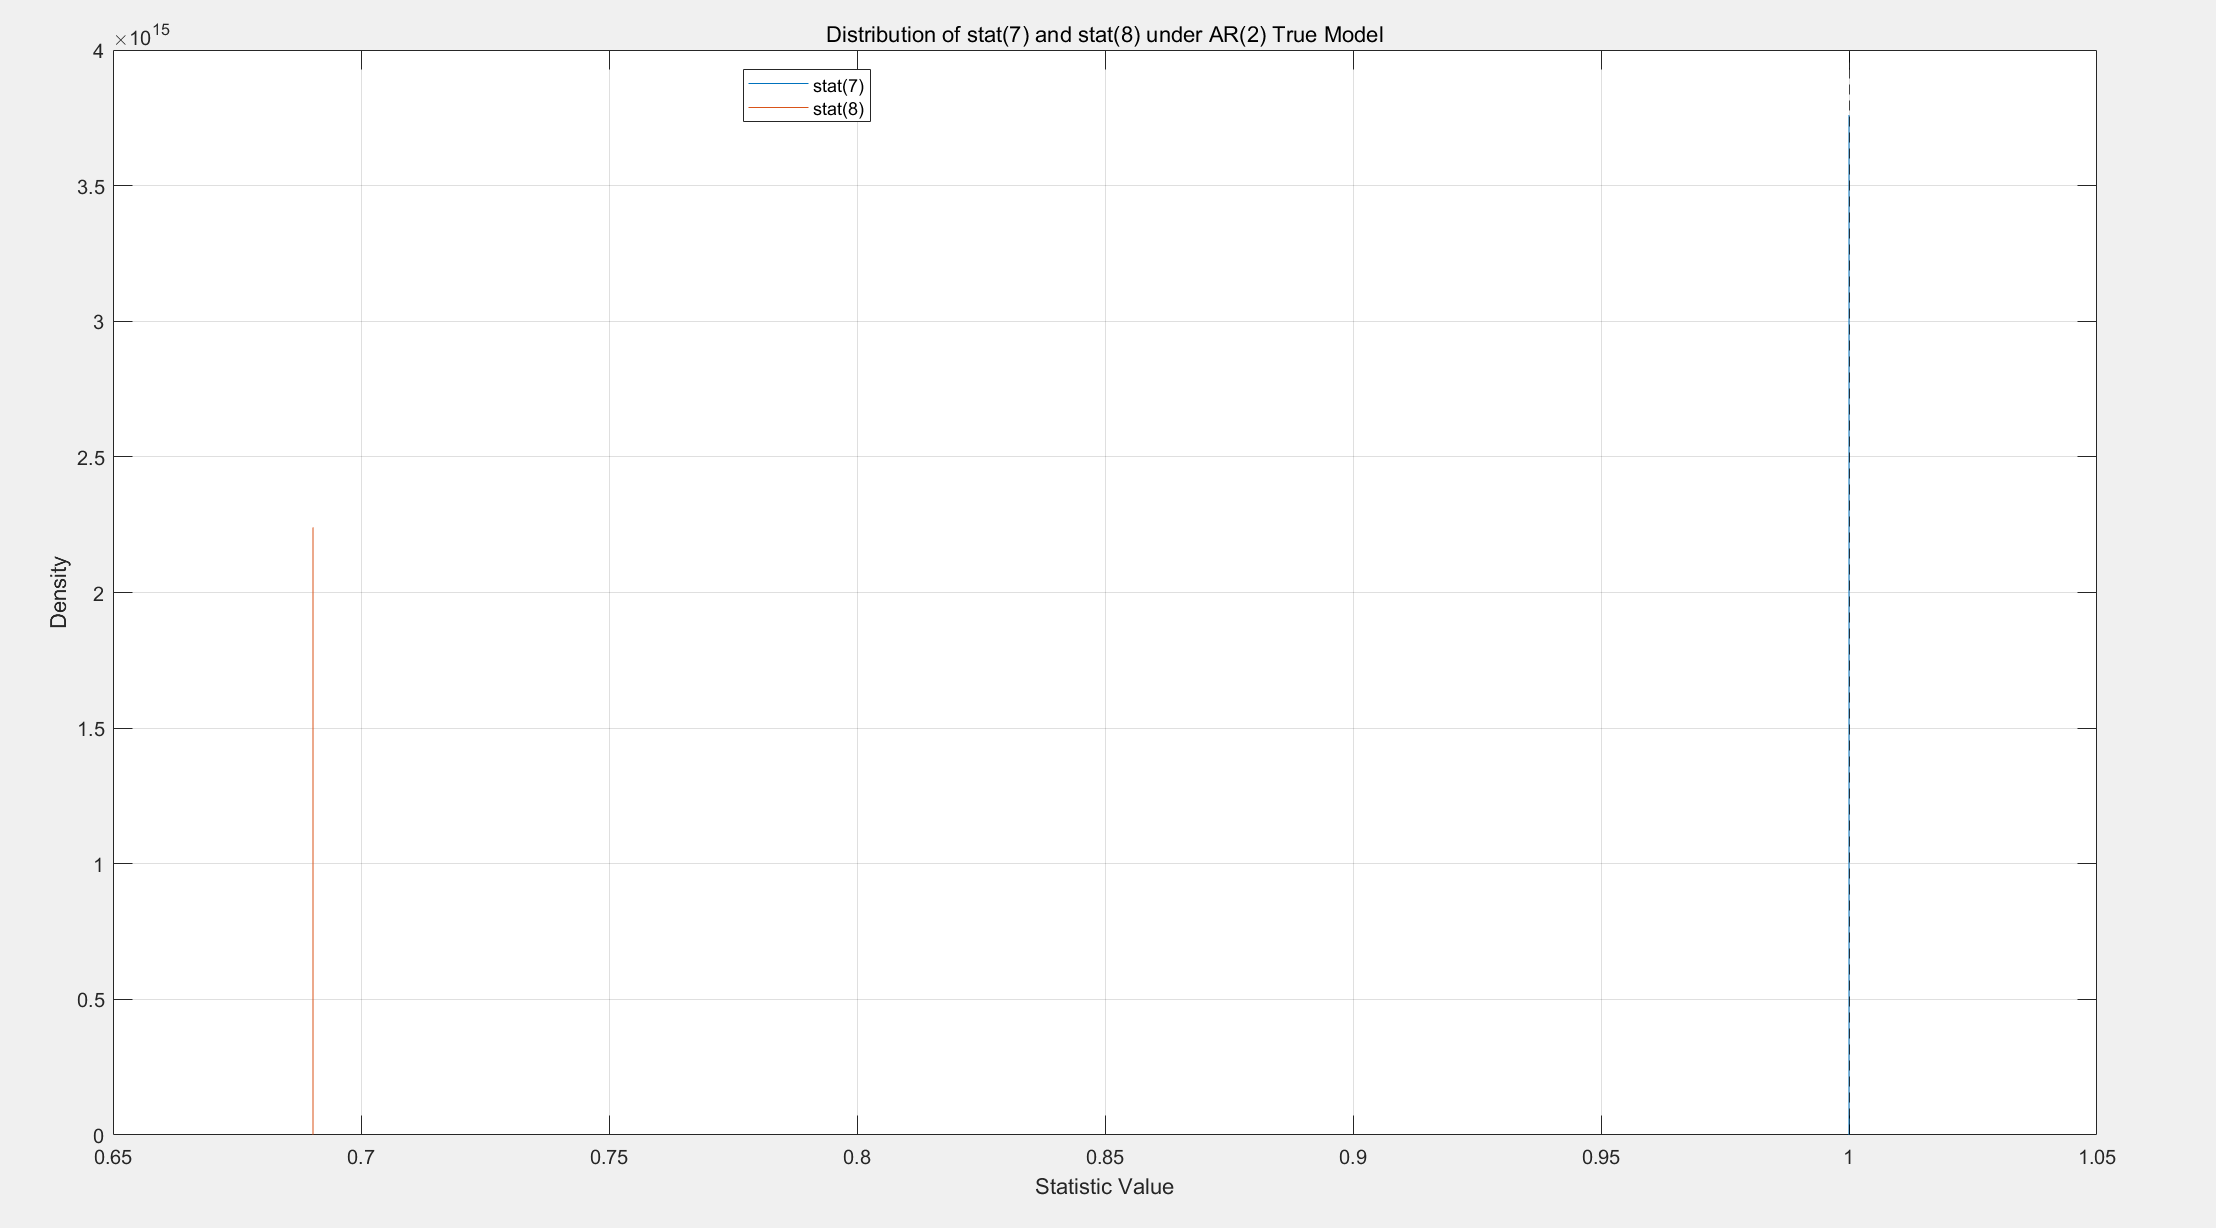 Distribution of stat(7) and stat(8) under AR(2) True Model
×10^15
stat(7)
stat(8)
4
3.5
3
2.5
2
1.5
1
0.5
0
Density
0.65 0.7 0.75 0.8 0.85 0.9 0.95 1 1.05
Statistic Value